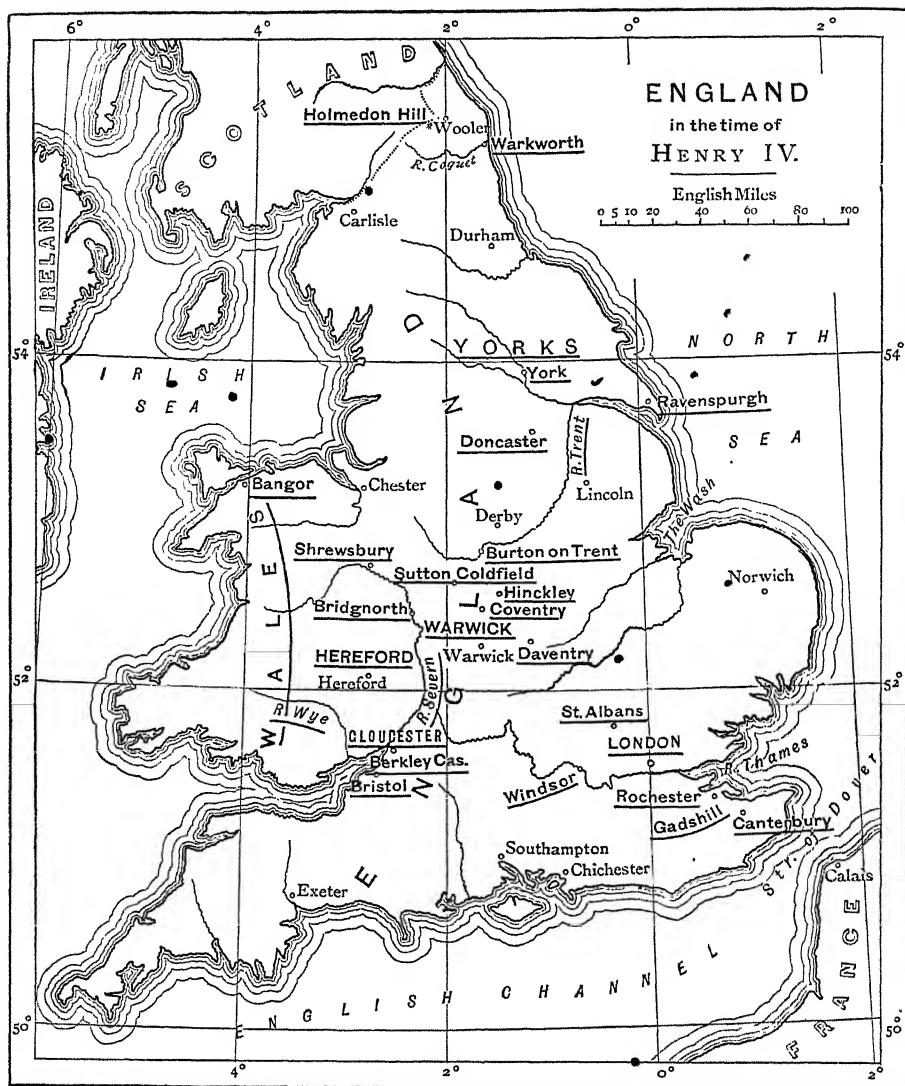 6° 4° 2° 0° 2°
ENGLAND
in the time of
HENRY IV.
English Miles
0 5 10 20 40 60 80 100
SCOTLAND
Holmedon Hill
Wooler
Warkworth
R. Coquet
Carlisle
Durham
IRELAND
NORTH
SEA
54°
54°
YORKS
York
IRISH
SEA
Ravenspurgh
Doncaster
R. Trent
Lincoln
Bangor
Chester
Derby
The Wash
Burton on Trent
Shrewsbury
Sutton Coldfield
Norwich
Hinckley
Coventry
Bridgnorth
WARWICK
WALES
HEREFORD
Warwick
Daventry
Hereford
52°
52°
R. Severn
R. Wye
St. Albans
GLOUCESTER
LONDON
Berkley Cas.
R. Thames
Bristol
Windsor
Rochester
Gadshill
Canterbury
Str. of Dover
ENGLAND
Southampton
Chichester
Calais
Exeter
FRANCE
ENGLISH CHANNEL
50°
50°
4° 2° 0° 2°